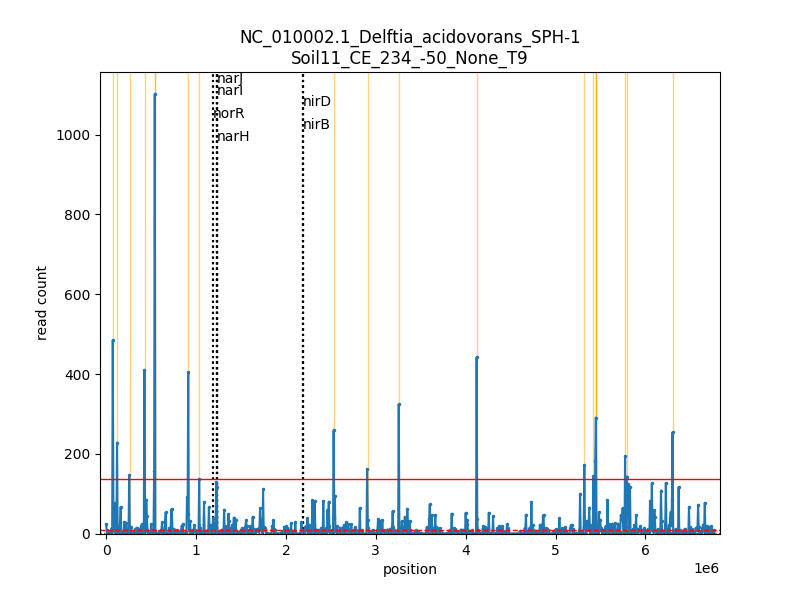 NC_010002.1_Delftia_acidovorans_SPH-1
Soil11_CE_234_-50_None_T9
narJ
narI
norR
narH
nirD
nirB
read count
1000
800
600
400
200
0
0 1 2 3 4 5 6
1e6
position